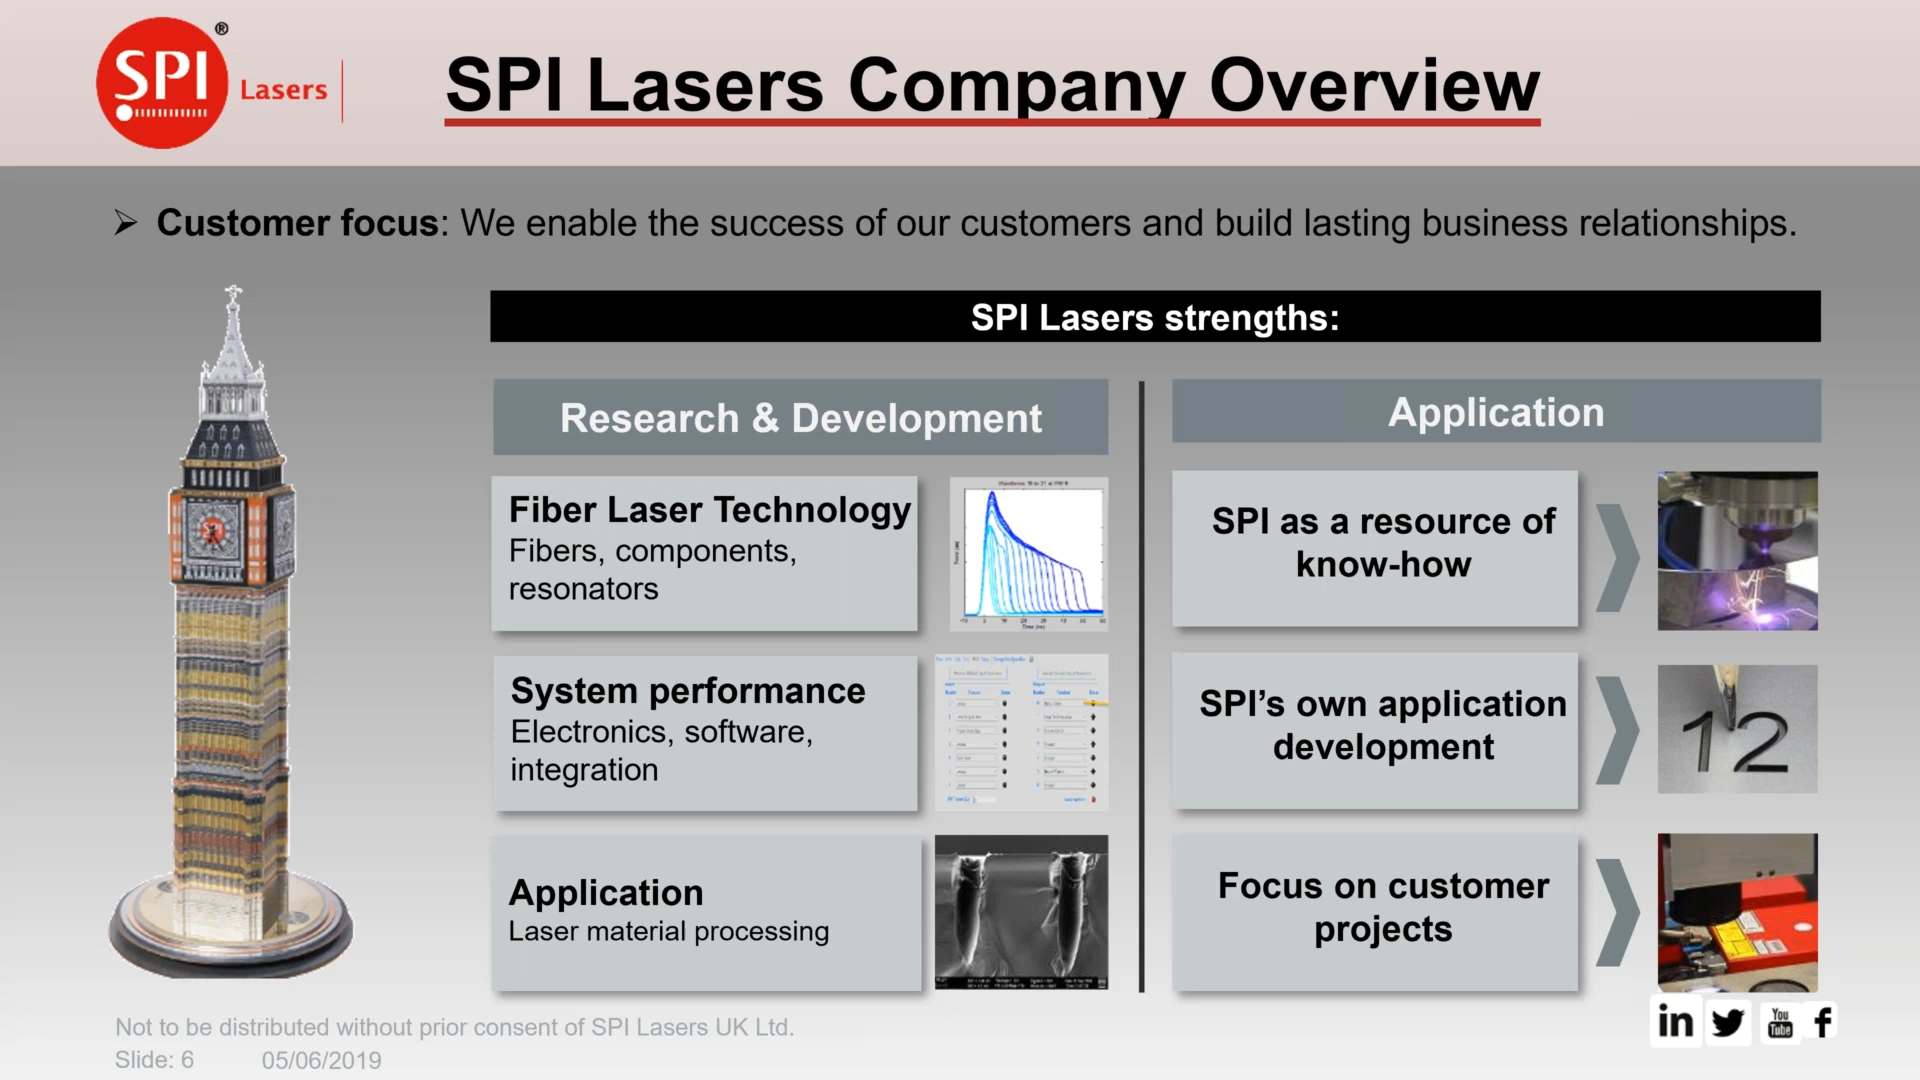 SPI®
Lasers
SPI Lasers Company Overview
➢ Customer focus: We enable the success of our customers and build lasting business relationships.
SPI Lasers strengths:
Research & Development
Fiber Laser Technology
Fibers, components,
resonators
System performance
Electronics, software,
integration
Application
Laser material processing
Application
SPI as a resource of
know-how
SPI’s own application
development
12
Focus on customer
projects
Not to be distributed without prior consent of SPI Lasers UK Ltd.
Slide: 6 05/06/2019
in
You
Tube
f